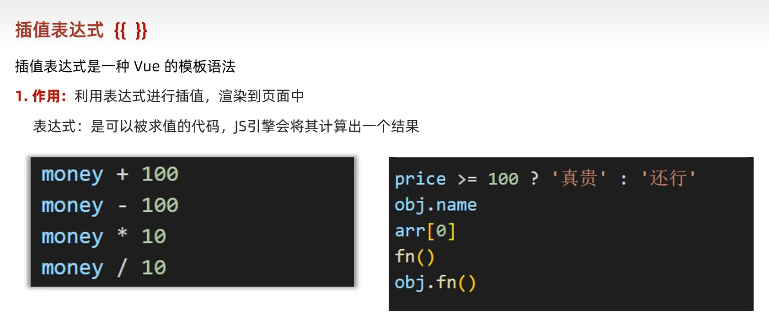 插值表达式 {{ }}
插值表达式是一种 Vue 的模板语法
1. 作用：利用表达式进行插值，渲染到页面中
表达式：是可以被求值的代码，JS引擎会将其计算出一个结果
money + 100
money - 100
money * 10
money / 10
price >= 100 ? '真贵' : '还行'
obj.name
arr[0]
fn()
obj.fn()